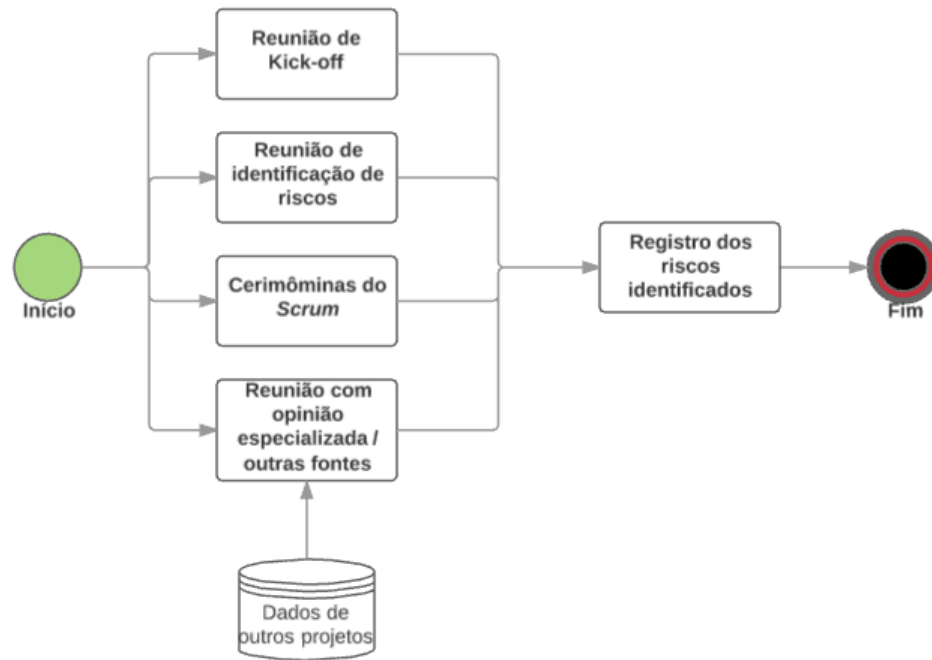 Reunião de
Kick-off
Reunião de
identificação de
riscos
Início
Cerimôminas do
Scrum
Registro dos
riscos
identificados
Fim
Reunião com
opinião
especializada /
outras fontes
Dados de
outros projetos